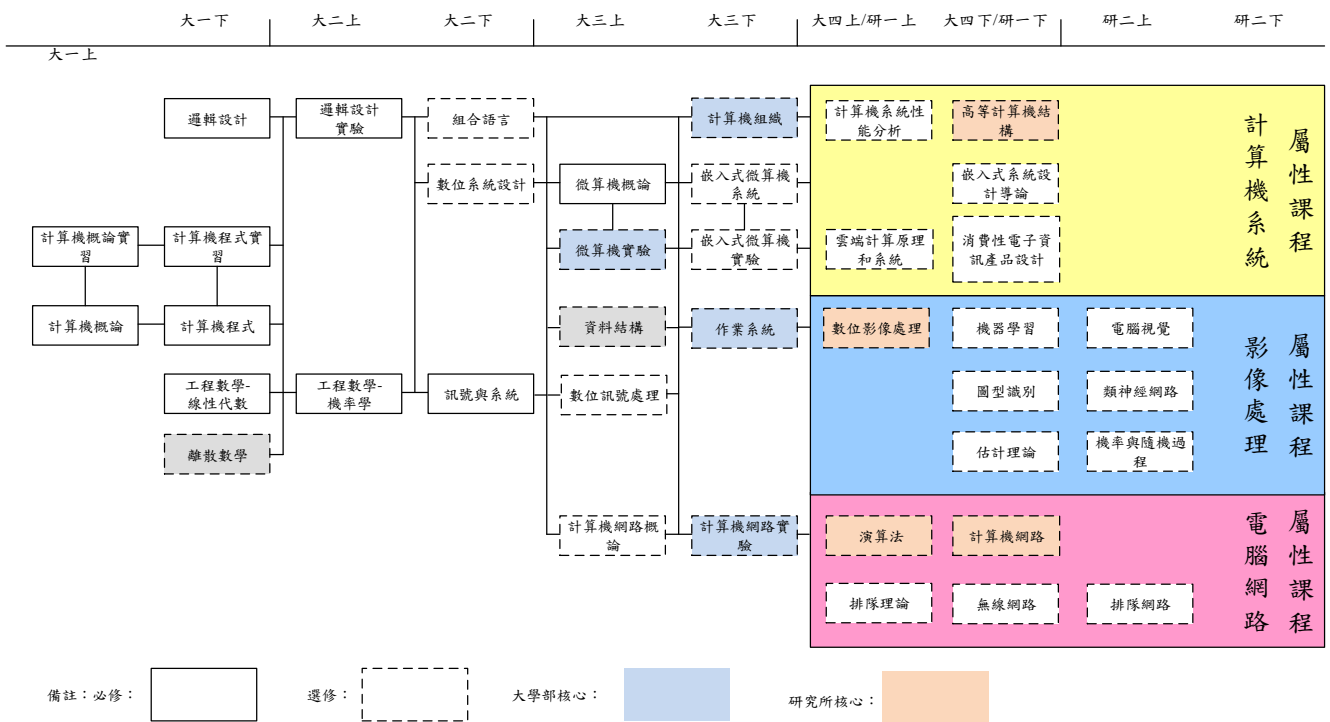 大一下
大二上
大二下
大三上
大三下
大四上/研一上
大四下/研一下
研二上
研二下
大一上
邏輯設計
邏輯設計
實驗
組合語言
計算機組織
計算機系統性
能分析
高等計算機結
構
數位系統設計
微算機概論
嵌入式微算機
系統
嵌入式系統設
計導論
計算機概論實
習
計算機程式實
習
微算機實驗
嵌入式微算機
實驗
雲端計算原理
和系統
消費性電子資
訊產品設計
計算機系統
屬性課程
計算機概論
計算機程式
資料結構
作業系統
數位影像處理
機器學習
電腦視覺
工程數學-
線性代數
工程數學-
機率學
訊號與系統
數位訊號處理
圖型識別
類神經網路
離散數學
估計理論
機率與隨機過
程
影像處理
屬性課程
計算機網路概
論
計算機網路實
驗
演算法
計算機網路
排隊理論
無線網路
排隊網路
電腦網路
屬性課程
備註：必修：
選修：
大學部核心：
研究所核心：